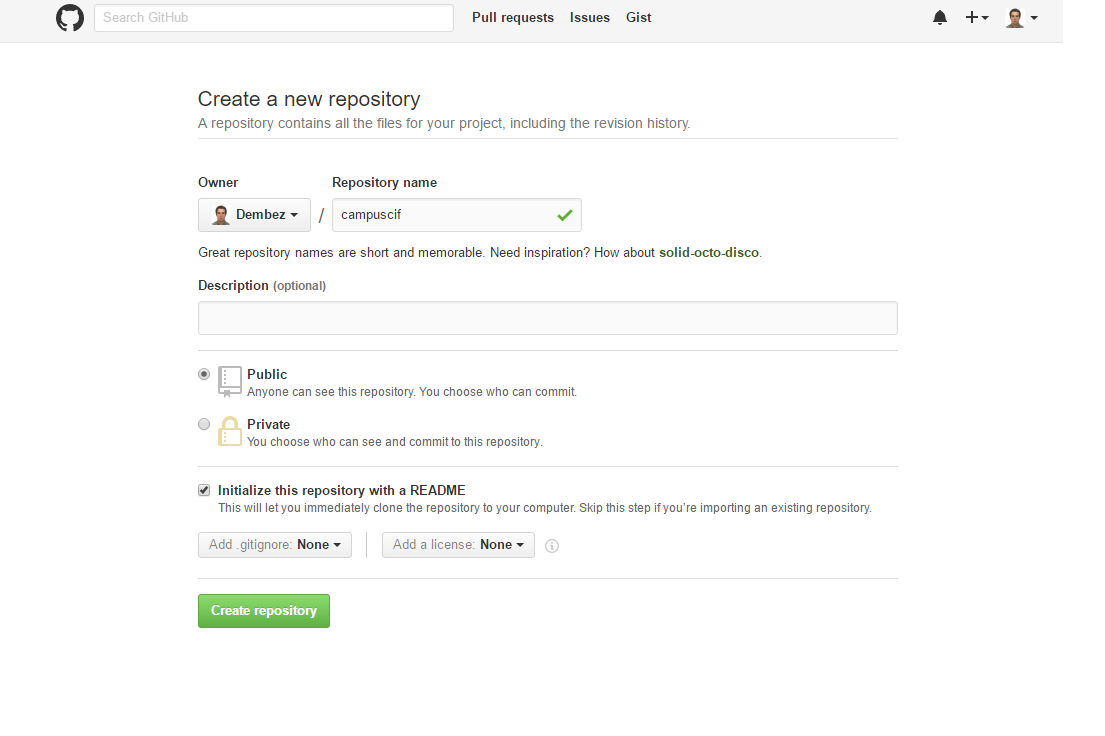 Search GitHub Pull requests Issues Gist
Create a new repository
A repository contains all the files for your project, including the revision history.
Owner Repository name
Dembez / campuscif
Great repository names are short and memorable. Need inspiration? How about solid-octo-disco.
Description (optional)
Public
Anyone can see this repository. You choose who can commit.
Private
You choose who can see and commit to this repository.
Initialize this repository with a README
This will let you immediately clone the repository to your computer. Skip this step if you’re importing an existing repository.
Add .gitignore: None Add a license: None
Create repository